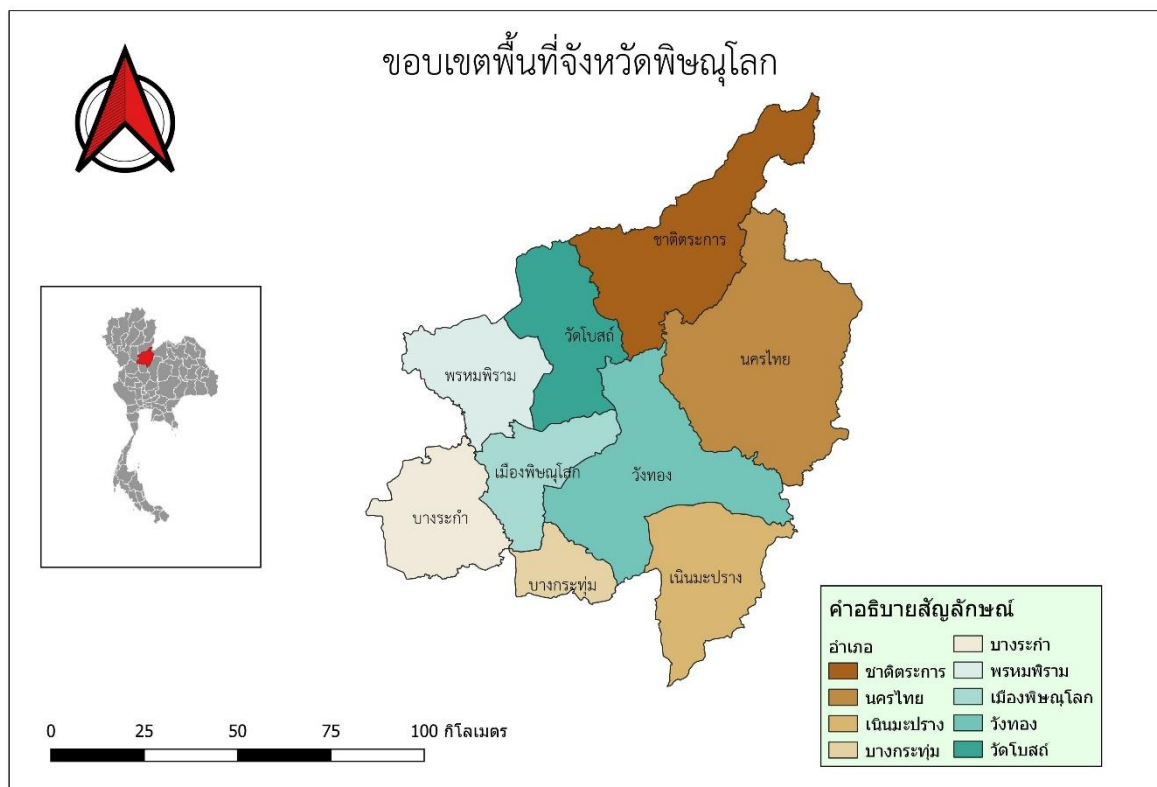 ขอบเขตพื้นที่จังหวัดพิษณุโลก
ชาติตระการ
วัดโบสถ์
นครไทย
พรหมพิราม
เมืองพิษณุโลก
วังทอง
บางระกำ
บางกระทุ่ม
เนินมะปราง
คำอธิบายสัญลักษณ์
อำเภอ
ชาติตระการ
นครไทย
เนินมะปราง
บางกระทุ่ม
บางระกำ
พรหมพิราม
เมืองพิษณุโลก
วังทอง
วัดโบสถ์
0 25 50 75 100 กิโลเมตร